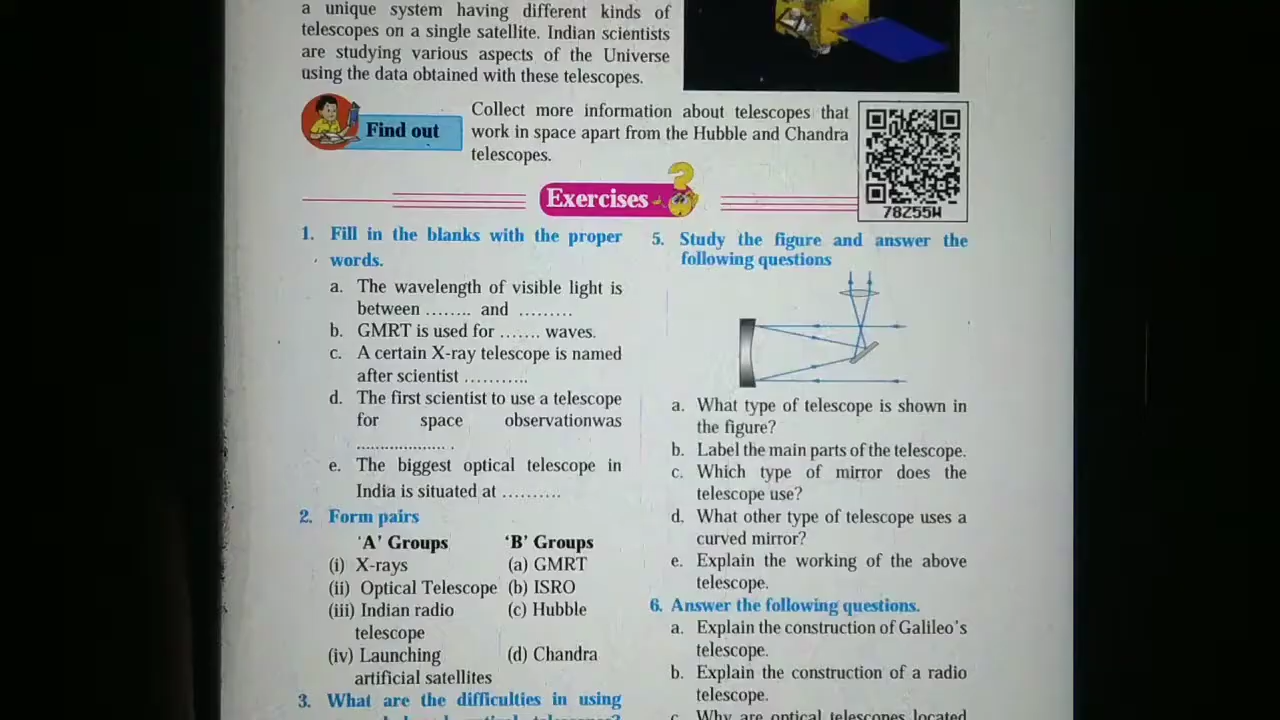 a unique system having different kinds of
telescopes on a single satellite. Indian scientists
are studying various aspects of the Universe
using the data obtained with these telescopes.
Find out
Collect more information about telescopes that
work in space apart from the Hubble and Chandra
telescopes.
78Z55W
Exercises
1. Fill in the blanks with the proper
words.
a. The wavelength of visible light is
between ........ and .........
b. GMRT is used for ....... waves.
c. A certain X-ray telescope is named
after scientist ...........
d. The first scientist to use a telescope
for space observationwas
.................... .
e. The biggest optical telescope in
India is situated at ..........
2. Form pairs
'A' Groups 'B' Groups
(i) X-rays (a) GMRT
(ii) Optical Telescope (b) ISRO
(iii) Indian radio (c) Hubble
telescope
(iv) Launching (d) Chandra
artificial satellites
3. What are the difficulties in using
5. Study the figure and answer the
following questions
a. What type of telescope is shown in
the figure?
b. Label the main parts of the telescope.
c. Which type of mirror does the
telescope use?
d. What other type of telescope uses a
curved mirror?
e. Explain the working of the above
telescope.
6. Answer the following questions.
a. Explain the construction of Galileo's
telescope.
b. Explain the construction of a radio
telescope.
c. Why are optical telescopes located